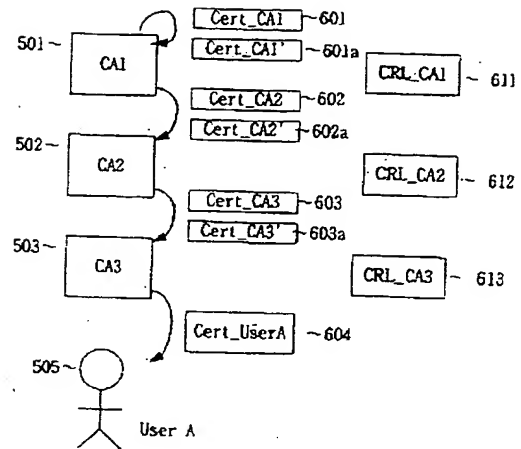 Cert_CA1 601
501 CA1 Cert_CA1' 601a
CRL_CA1 611
Cert_CA2 602
Cert_CA2' 602a
502 CA2 CRL_CA2 612
Cert_CA3 603
Cert_CA3' 603a
503 CA3 CRL_CA3 613
Cert_UserA 604
505
User A